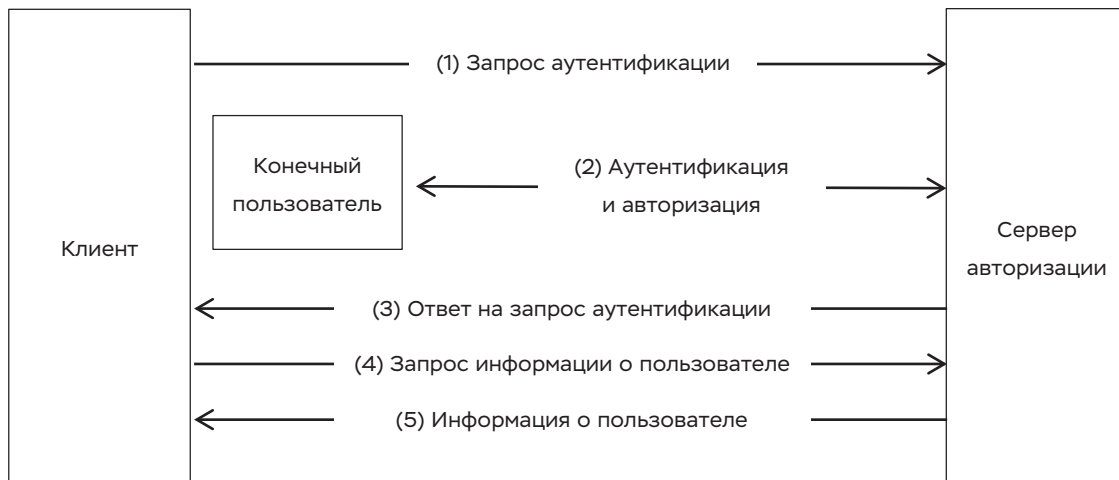 (1) Запрос аутентификации
Конечный
пользователь
(2) Аутентификация
и авторизация
Клиент
Сервер
авторизации
(3) Ответ на запрос аутентификации
(4) Запрос информации о пользователе
(5) Информация о пользователе